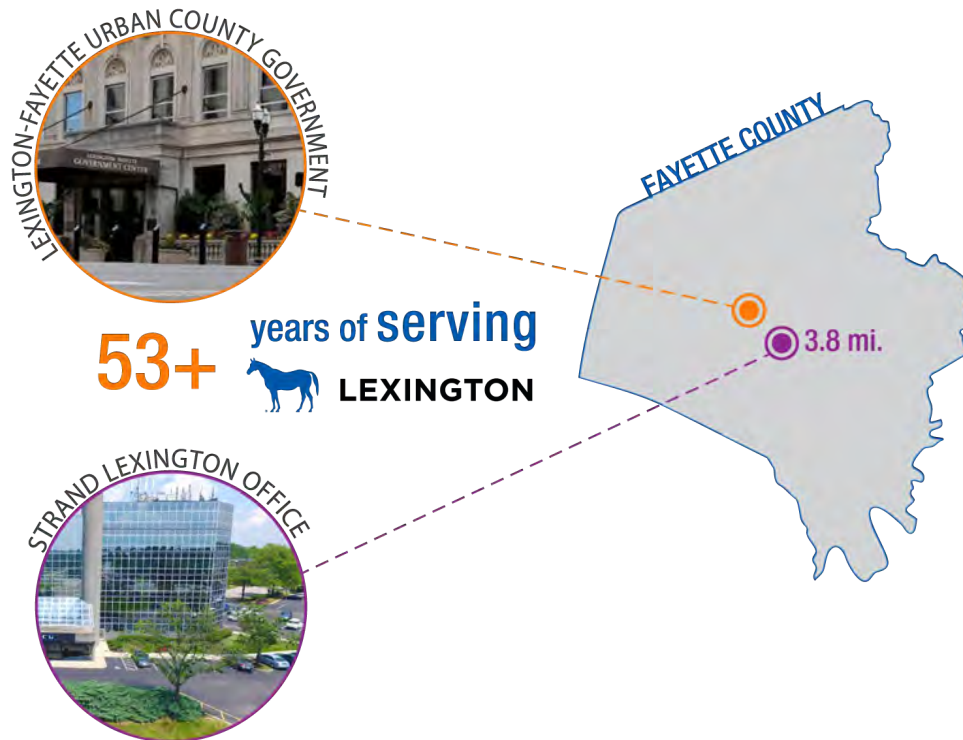 LEXINGTON-FAYETTE URBAN COUNTY GOVERNMENT
GOVERNMENT CENTER
FAYETTE COUNTY
53+
years of serving
LEXINGTON
3.8 mi.
STRAND LEXINGTON OFFICE